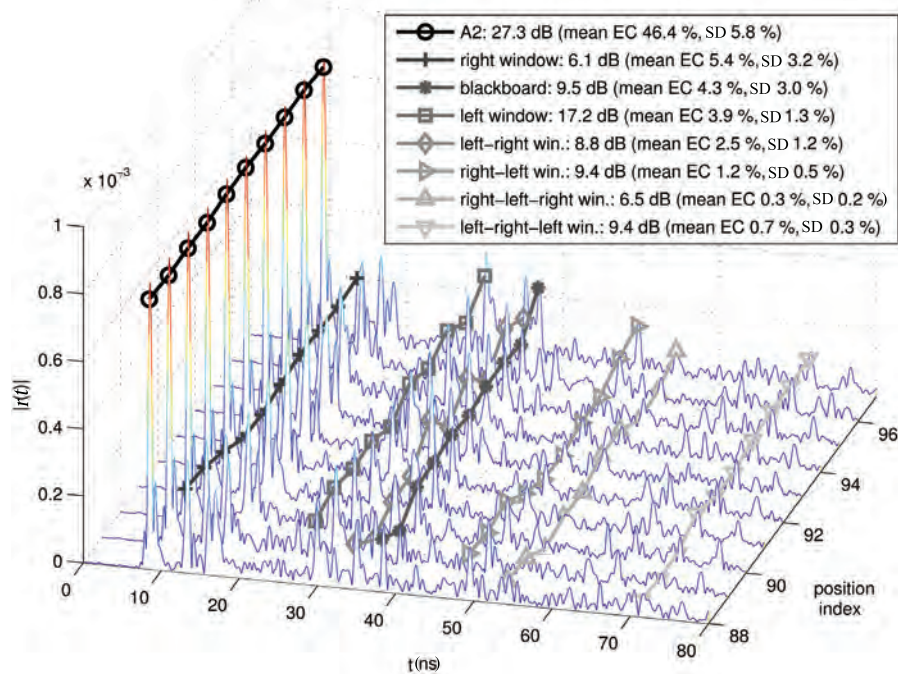 A2: 27.3 dB (mean EC 46.4 %, SD 5.8 %)
right window: 6.1 dB (mean EC 5.4 %, SD 3.2 %)
blackboard: 9.5 dB (mean EC 4.3 %, SD 3.0 %)
left window: 17.2 dB (mean EC 3.9 %, SD 1.3 %)
left−right win.: 8.8 dB (mean EC 2.5 %, SD 1.2 %)
right−left win.: 9.4 dB (mean EC 1.2 %, SD 0.5 %)
right−left−right win.: 6.5 dB (mean EC 0.3 %, SD 0.2 %)
left−right−left win.: 9.4 dB (mean EC 0.7 %, SD 0.3 %)
x 10⁻³
1
0.8
0.6
0.4
0.2
0
|r(t)|
0
10
20
30
40
50
60
70
80
t(ns)
88
90
92
94
96
position
index